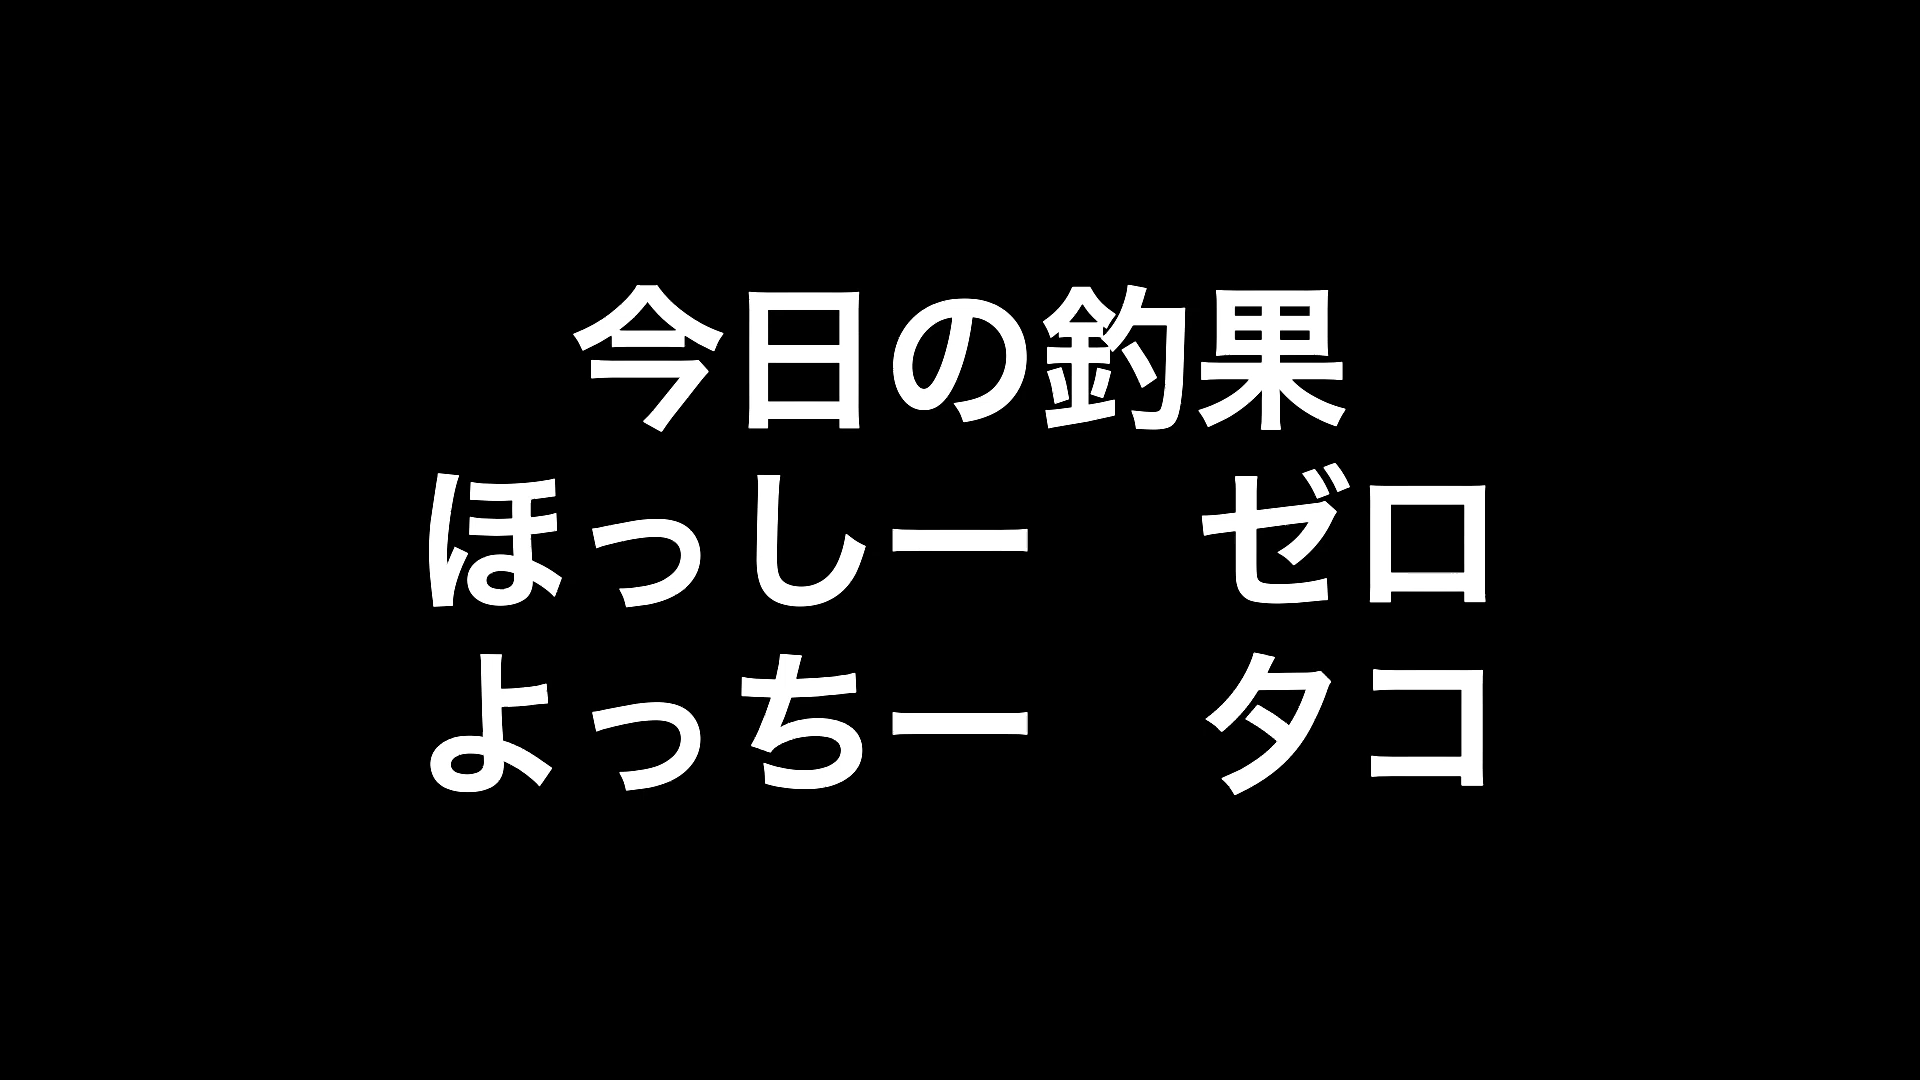 今日の釣果
ほっしー　ゼロ
よっちー　タコ